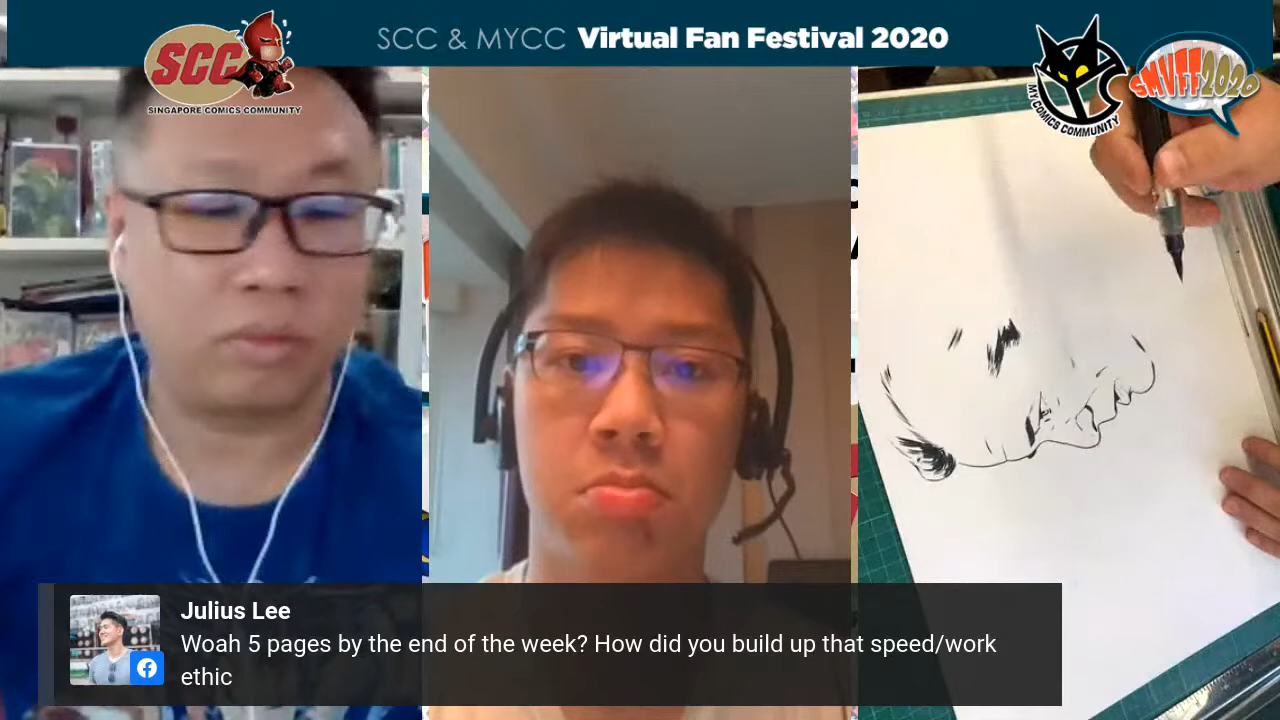 SCC & MYCC Virtual Fan Festival 2020
SCC
SINGAPORE COMICS COMMUNITY
MY COMICS COMMUNITY
SMVFF2020
Julius Lee
Woah 5 pages by the end of the week? How did you build up that speed/work
ethic